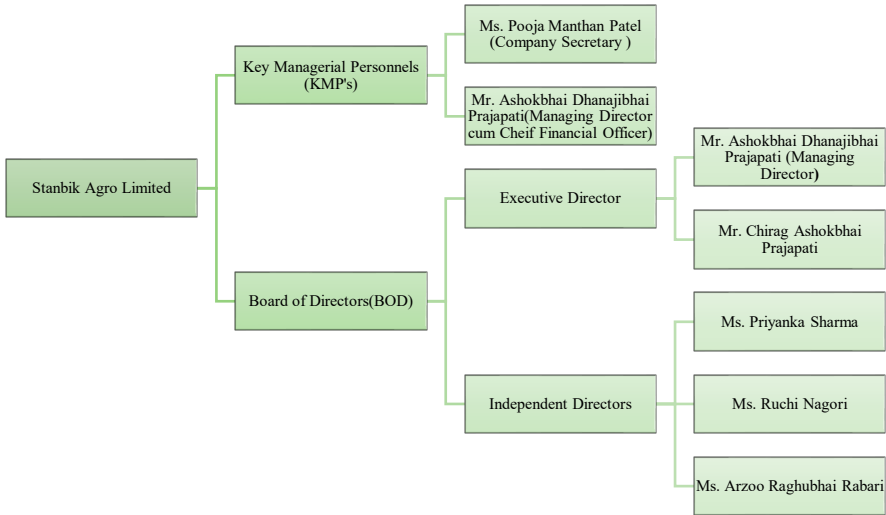 Stanbik Agro Limited
Key Managerial Personnels
(KMP's)
Ms. Pooja Manthan Patel
(Company Secretary )
Mr. Ashokbhai Dhanajibhai
Prajapati(Managing Director
cum Cheif Financial Officer)
Board of Directors(BOD)
Executive Director
Mr. Ashokbhai Dhanajibhai
Prajapati (Managing
Director)
Mr. Chirag Ashokbhai
Prajapati
Independent Directors
Ms. Priyanka Sharma
Ms. Ruchi Nagori
Ms. Arzoo Raghubhai Rabari